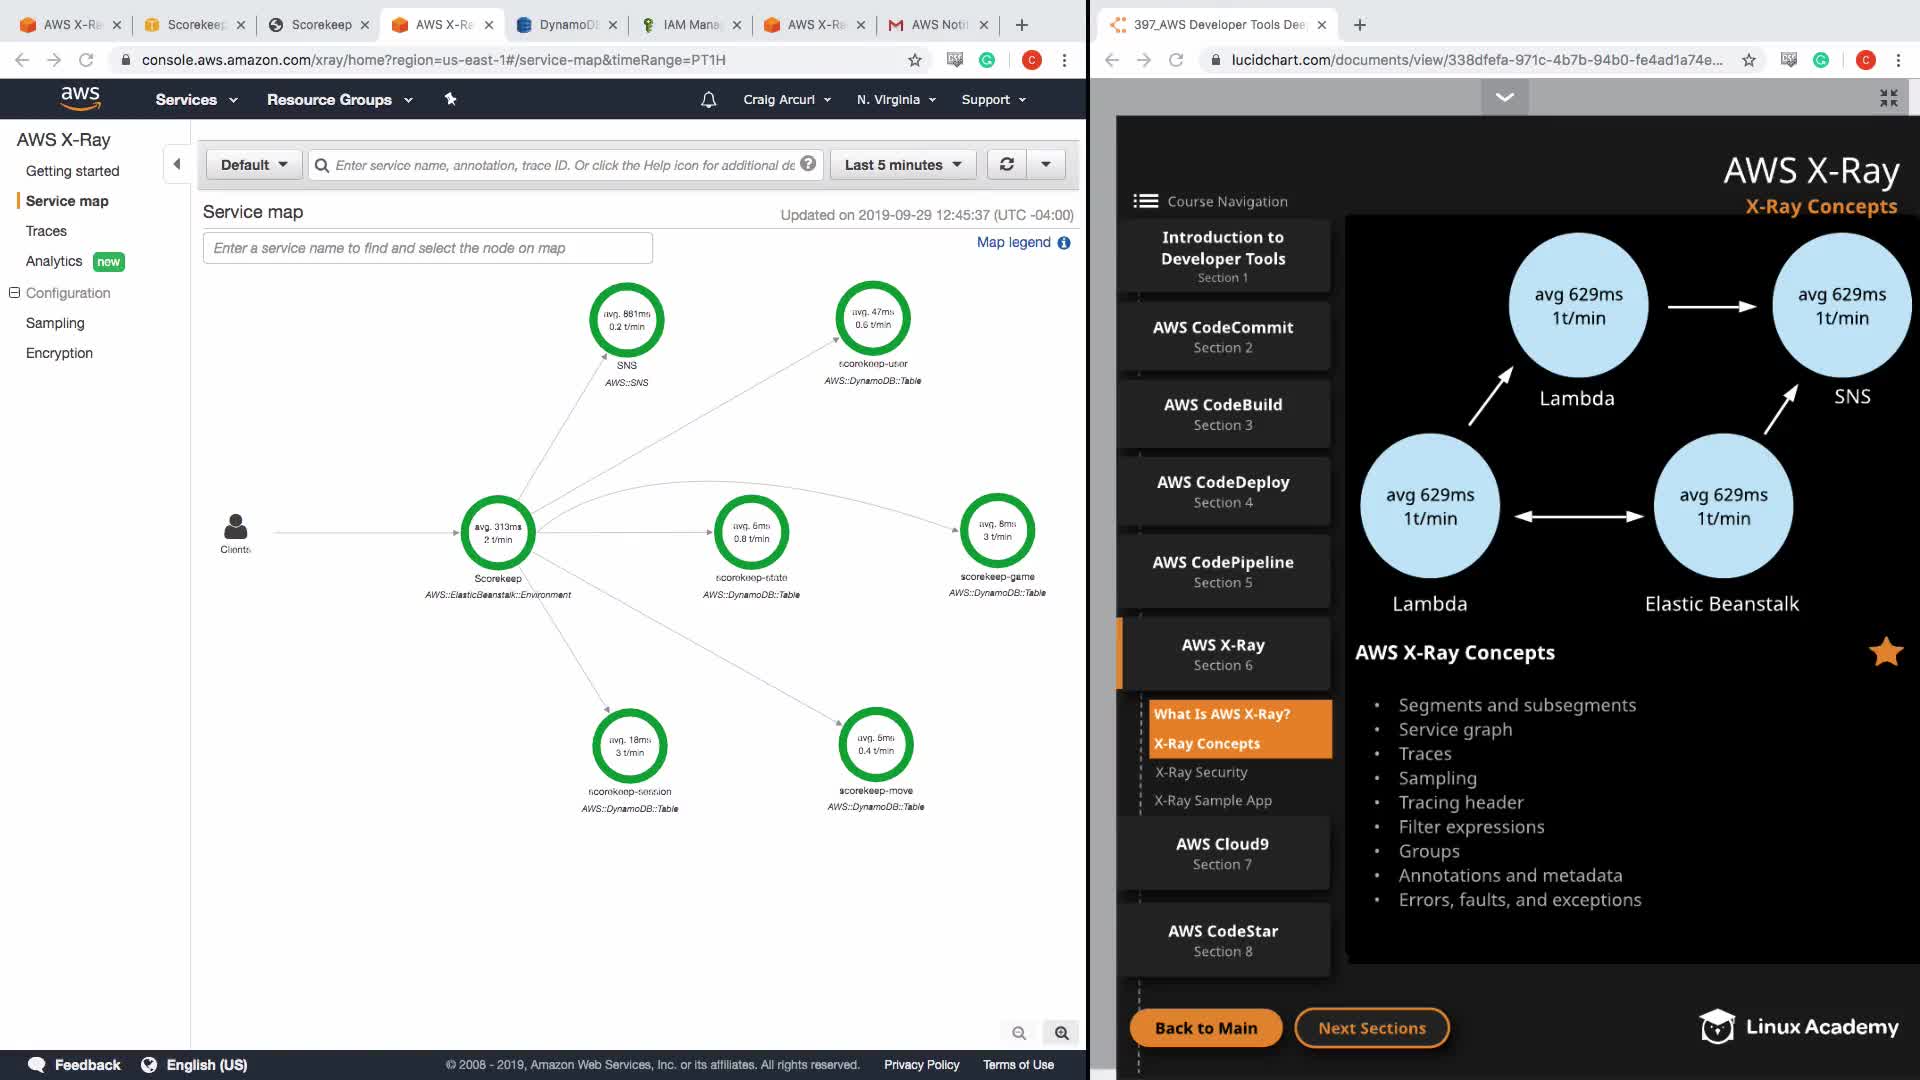 AWS X-Ra
Scorekeep
Scorekeep
AWS X-Ra
DynamoD
IAM Mana
AWS X-Ra
AWS Noti
console.aws.amazon.com/xray/home?region=us-east-1#/service-map&timeRange=PT1H
C
aws
Services
Resource Groups
Craig Arcuri
N. Virginia
Support
AWS X-Ray
Getting started
Service map
Traces
Analytics new
Configuration
Sampling
Encryption
Default
Enter service name, annotation, trace ID. Or click the Help icon for additional de
Last 5 minutes
Service map
Updated on 2019-09-29 12:45:37 (UTC -04:00)
Enter a service name to find and select the node on map
Map legend
avg. 661ms
0.2 t/min
SNS
AWS::SNS
avg. 47ms
0.6 t/min
scorekeep-user
AWS::DynamoDB::Table
Clients
avg. 313ms
2 t/min
Scorekeep
AWS::ElasticBeanstalk::Environment
avg. 6ms
0.8 t/min
scorekeep-state
AWS::DynamoDB::Table
avg. 8ms
3 t/min
scorekeep-game
AWS::DynamoDB::Table
avg. 18ms
3 t/min
scorekeep-session
AWS::DynamoDB::Table
avg. 5ms
0.4 t/min
scorekeep-move
AWS::DynamoDB::Table
Feedback
English (US)
© 2008 - 2019, Amazon Web Services, Inc. or its affiliates. All rights reserved.
Privacy Policy
Terms of Use
397_AWS Developer Tools Dee
lucidchart.com/documents/view/338dfefa-971c-4b7b-94b0-fe4ad1a74e...
C
AWS X-Ray
X-Ray Concepts
Course Navigation
Introduction to
Developer Tools
Section 1
AWS CodeCommit
Section 2
AWS CodeBuild
Section 3
AWS CodeDeploy
Section 4
AWS CodePipeline
Section 5
AWS X-Ray
Section 6
What Is AWS X-Ray?
X-Ray Concepts
X-Ray Security
X-Ray Sample App
AWS Cloud9
Section 7
AWS CodeStar
Section 8
avg 629ms
1t/min
Lambda
avg 629ms
1t/min
SNS
avg 629ms
1t/min
Lambda
avg 629ms
1t/min
Elastic Beanstalk
AWS X-Ray Concepts
• Segments and subsegments
• Service graph
• Traces
• Sampling
• Tracing header
• Filter expressions
• Groups
• Annotations and metadata
• Errors, faults, and exceptions
Back to Main
Next Sections
Linux Academy